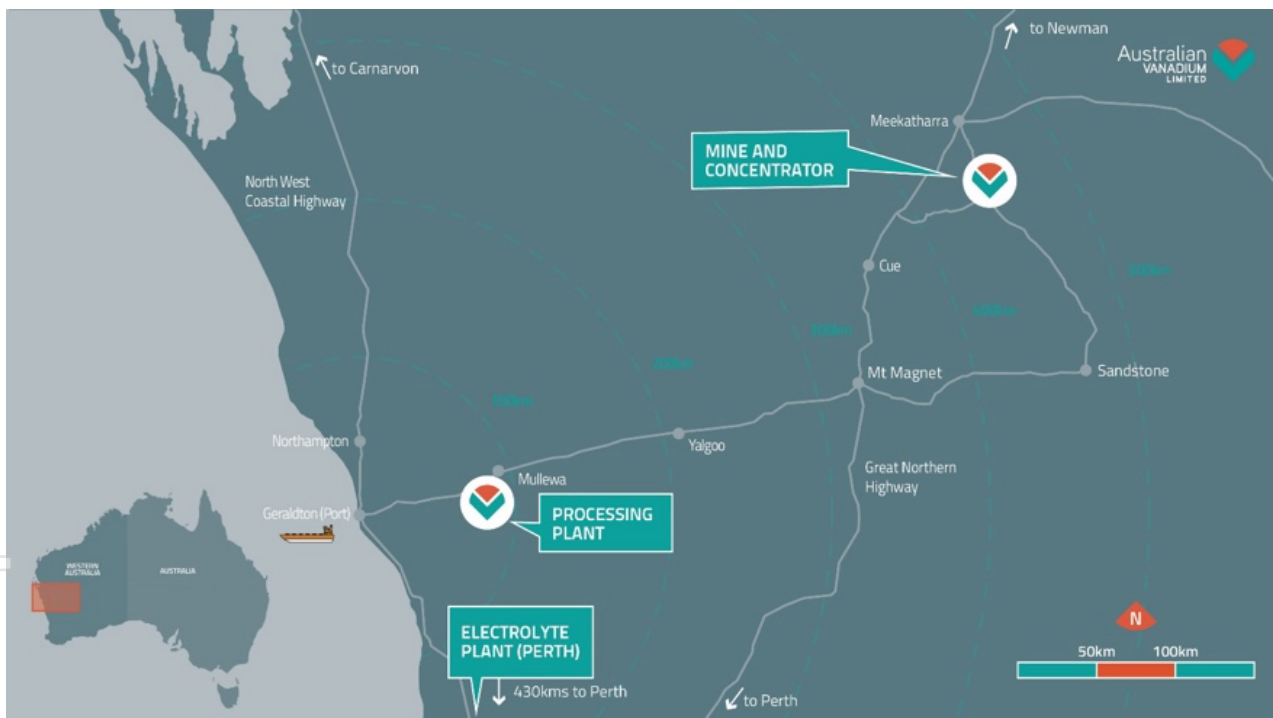 to Newman
Australian
VANADIUM
LIMITED
to Carnarvon
Meekatharra
MINE AND
CONCENTRATOR
North West
Coastal Highway
Cue
Mt Magnet
Sandstone
Northampton
Yalgoo
Mullewa
Great Northern
Highway
Geraldton (Port)
PROCESSING
PLANT
WESTERN
AUSTRALIA
AUSTRALIA
N
ELECTROLYTE
PLANT (PERTH)
50km
100km
430kms to Perth
to Perth